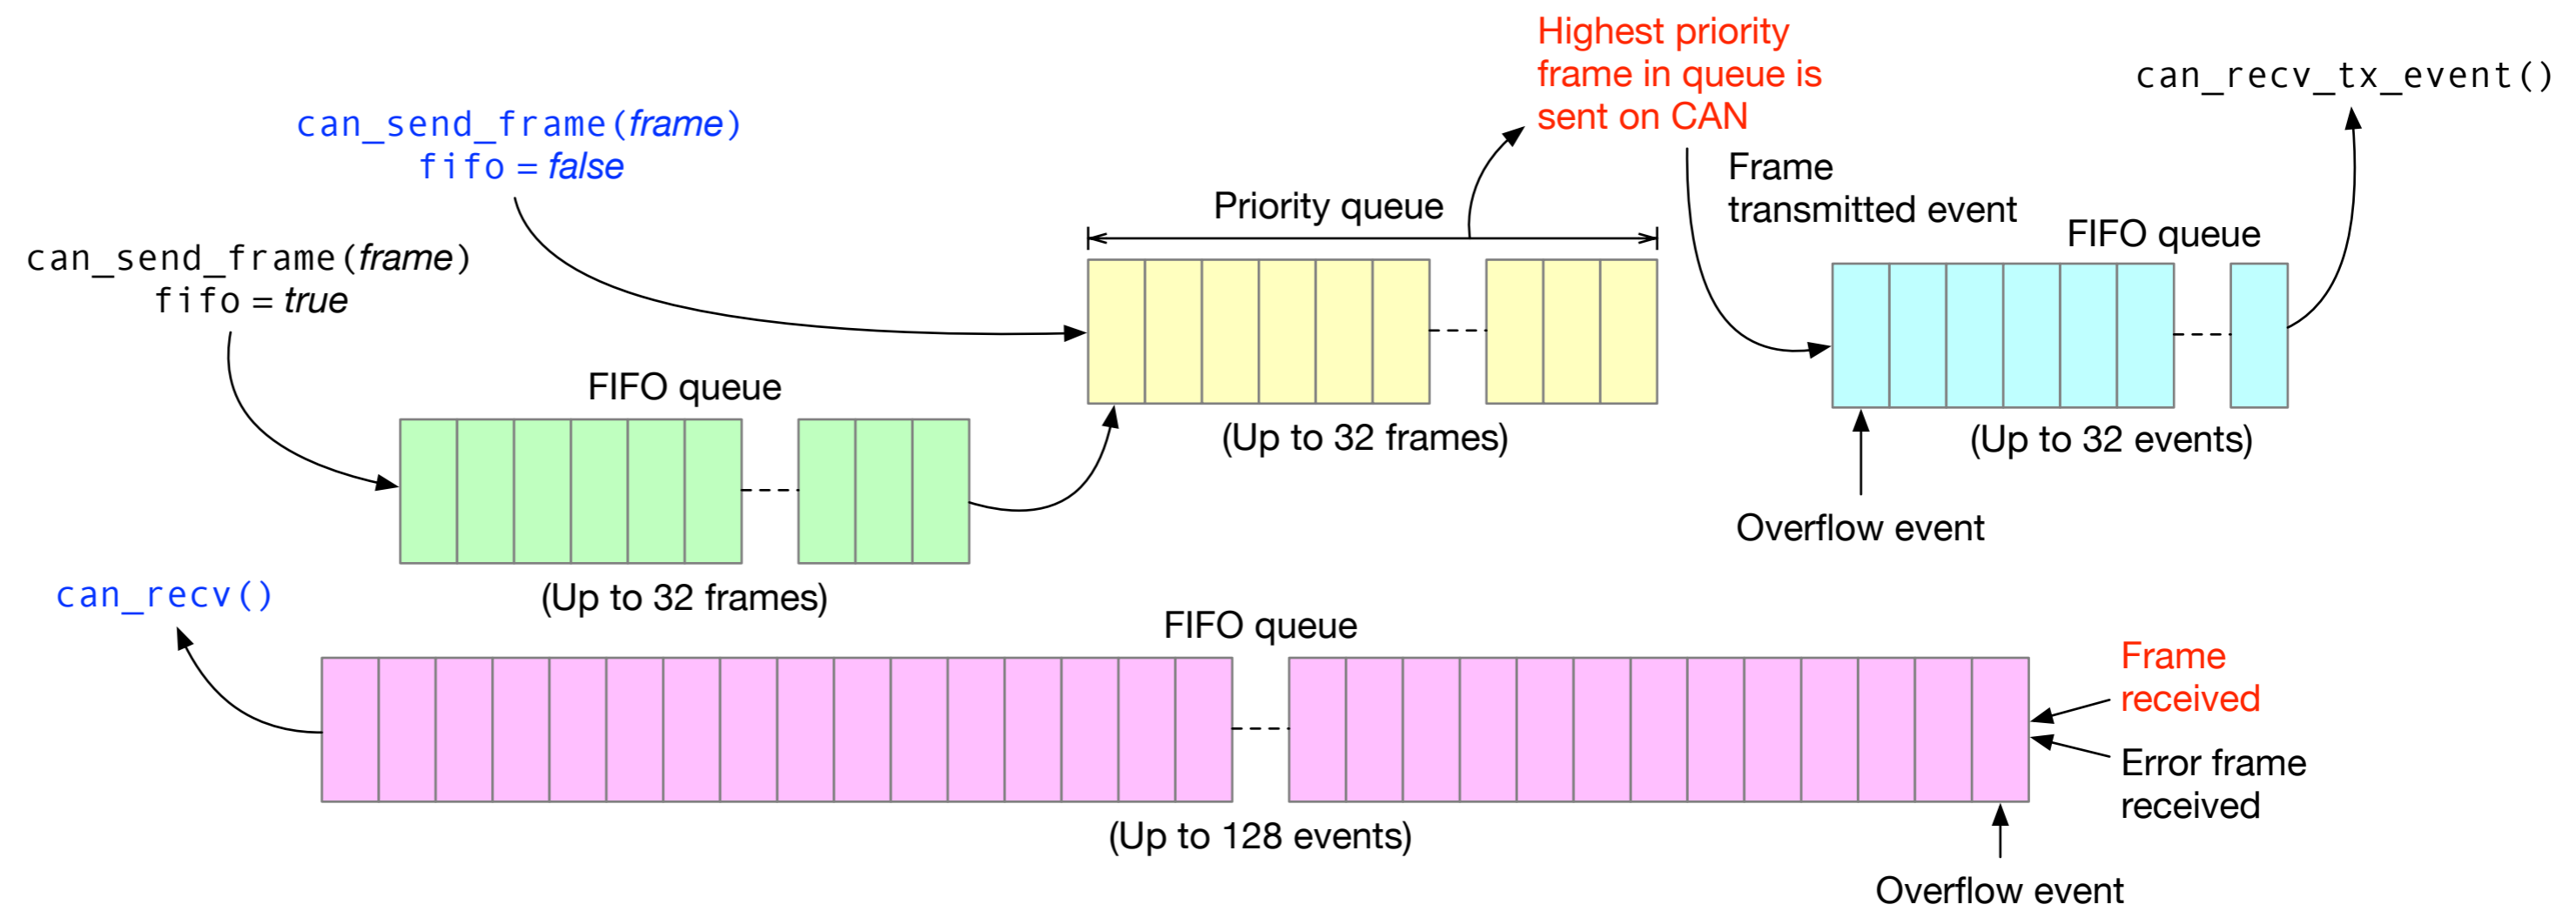 Highest priority
frame in queue is
sent on CAN
can_recv_tx_event()
can_send_frame(frame)
fifo = false
Frame
transmitted event
Priority queue
FIFO queue
can_send_frame(frame)
fifo = true
FIFO queue
(Up to 32 frames)
(Up to 32 events)
Overflow event
can_recv()
(Up to 32 frames)
FIFO queue
Frame
received
Error frame
received
(Up to 128 events)
Overflow event